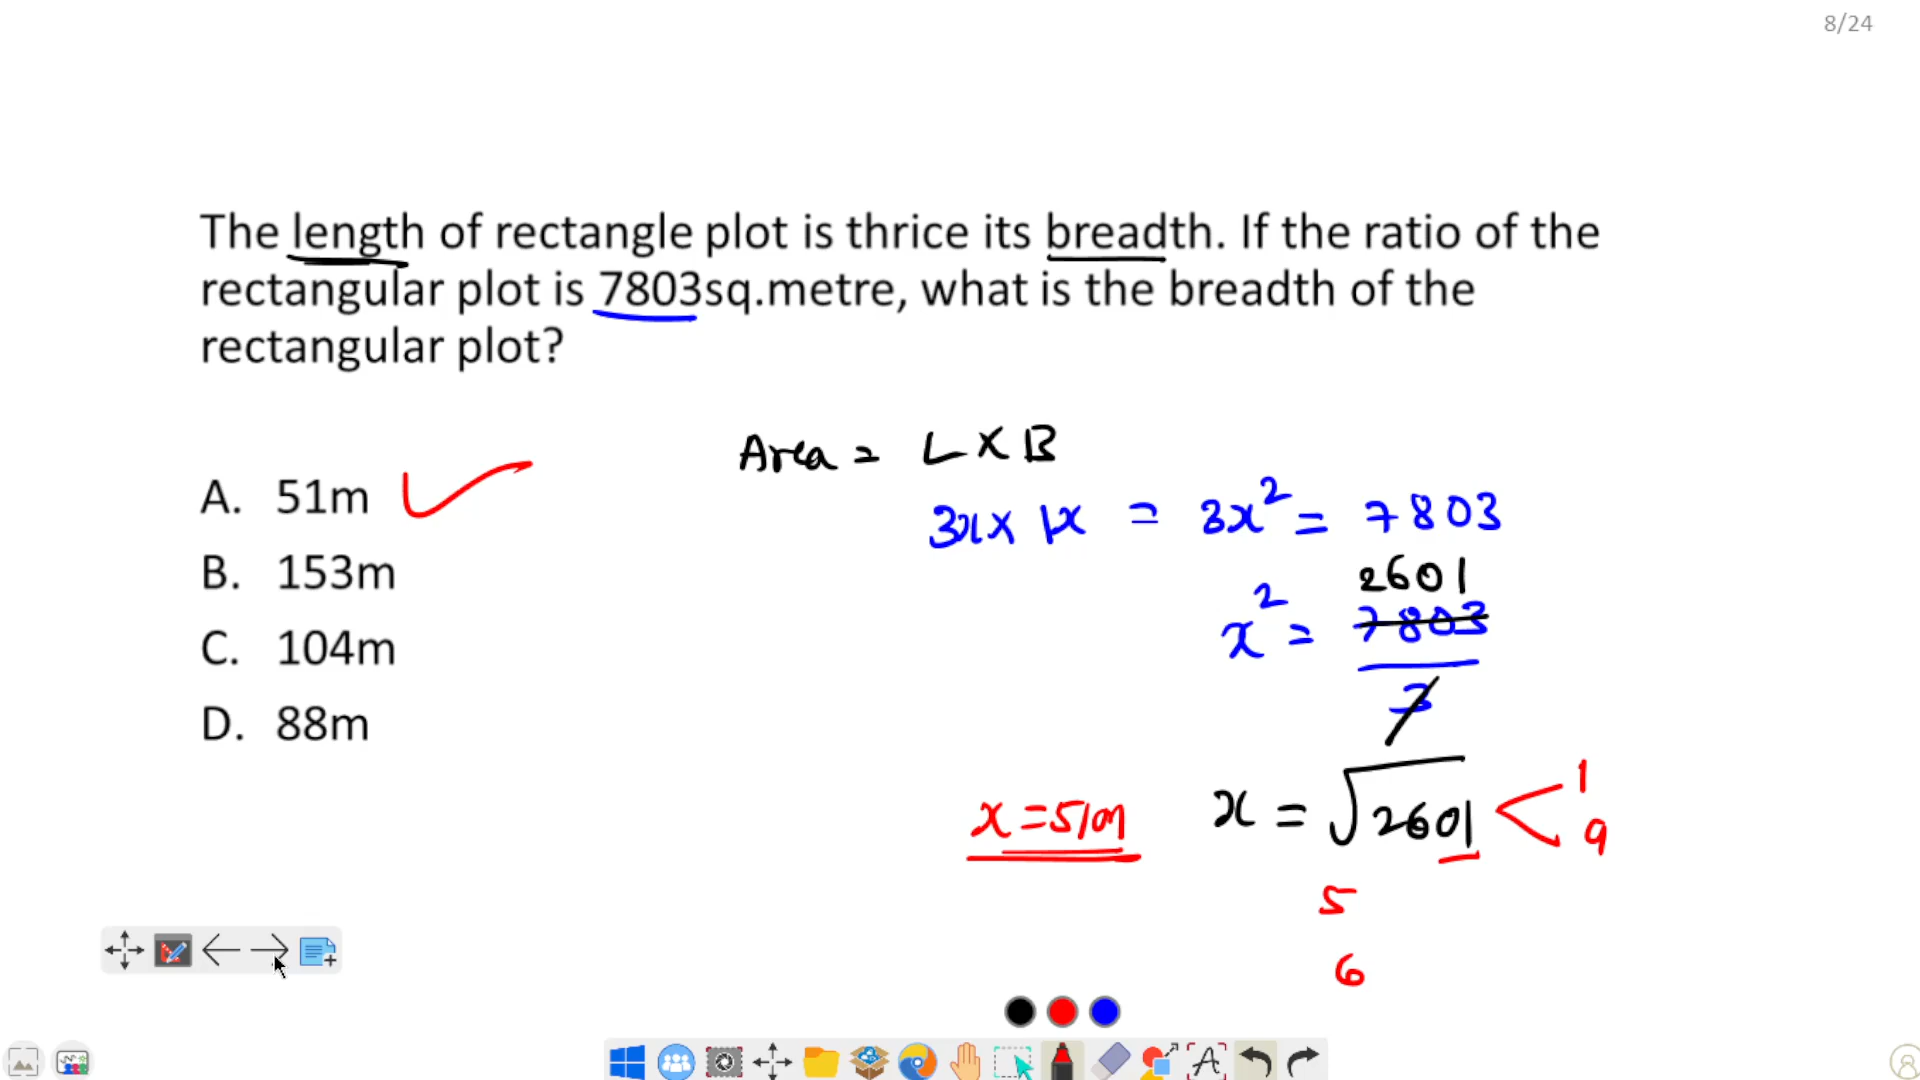 8/24
The length of rectangle plot is thrice its breadth. If the ratio of the
rectangular plot is 7803sq.metre, what is the breadth of the
rectangular plot?
Area = L X B
A. 51m
3x X 1x = 3x² = 7803
B. 153m
2601
x² = 7803
3
C. 104m
D. 88m
x = √2601
1
9
x = 51m
5
6